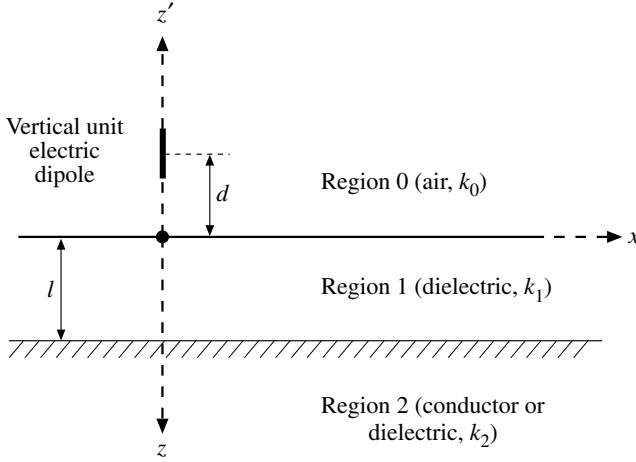 z′
Vertical unit
electric
dipole
d
Region 0 (air, k₀)
x
l
Region 1 (dielectric, k₁)
Region 2 (conductor or
dielectric, k₂)
z